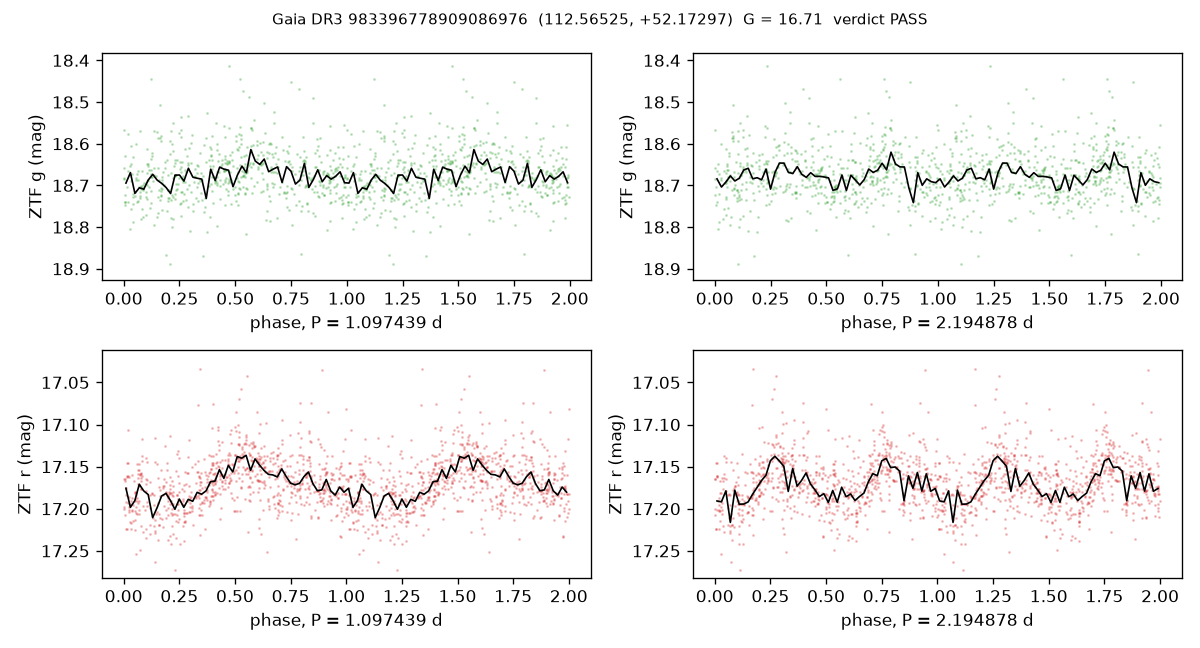 Gaia DR3 983396778909086976 (112.56525, +52.17297) G = 16.71 verdict PASS
ZTF g (mag)
18.4
18.5
18.6
18.7
18.8
18.9
0.00 0.25 0.50 0.75 1.00 1.25 1.50 1.75 2.00
phase, P = 1.097439 d
ZTF g (mag)
18.4
18.5
18.6
18.7
18.8
18.9
0.00 0.25 0.50 0.75 1.00 1.25 1.50 1.75 2.00
phase, P = 2.194878 d
ZTF r (mag)
17.05
17.10
17.15
17.20
17.25
0.00 0.25 0.50 0.75 1.00 1.25 1.50 1.75 2.00
phase, P = 1.097439 d
ZTF r (mag)
17.05
17.10
17.15
17.20
17.25
0.00 0.25 0.50 0.75 1.00 1.25 1.50 1.75 2.00
phase, P = 2.194878 d